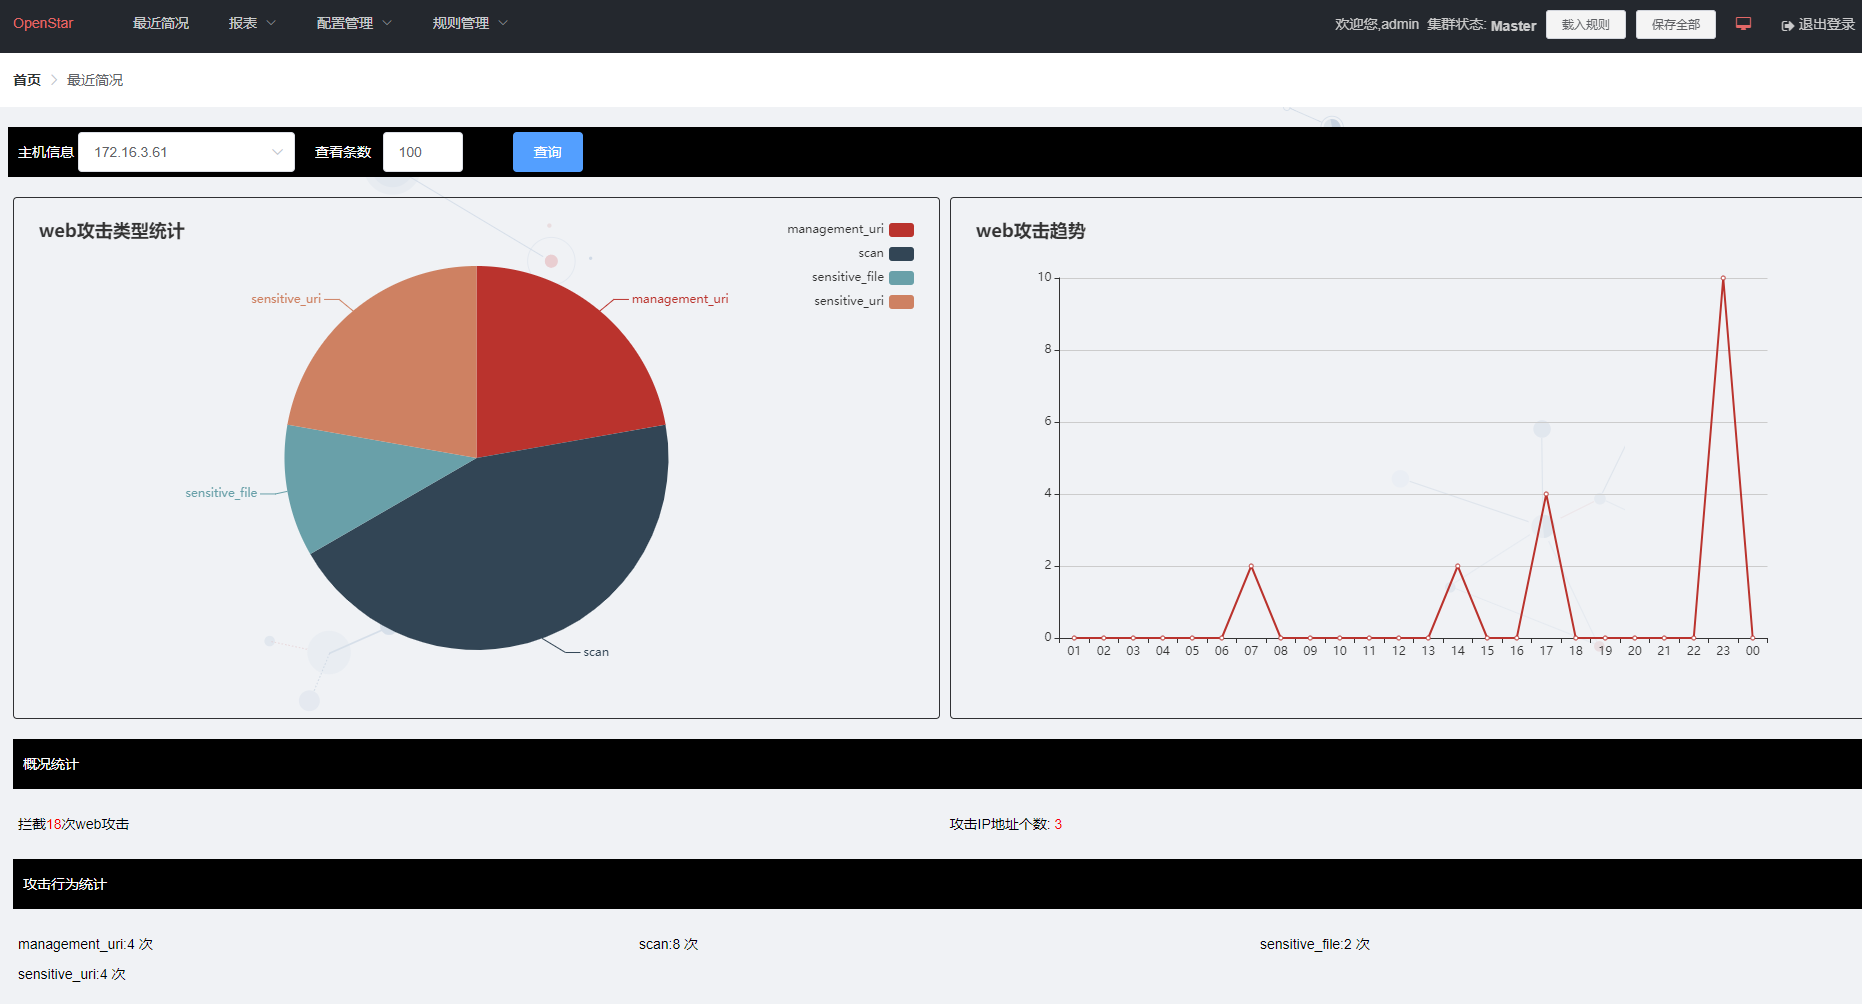 OpenStar 最近简况 报表 配置管理 规则管理 欢迎您,admin 集群状态: Master 载入规则 保存全部 退出登录
首页 最近简况
主机信息 172.16.3.61 查看条数 100 查询
web攻击类型统计
management_uri
scan
sensitive_file
sensitive_uri
sensitive_uri
management_uri
sensitive_file
scan
web攻击趋势
10
8
6
4
2
0
01 02 03 04 05 06 07 08 09 10 11 12 13 14 15 16 17 18 19 20 21 22 23 00
概况统计
拦截18次web攻击 攻击IP地址个数: 3
攻击行为统计
management_uri:4 次 scan:8 次 sensitive_file:2 次
sensitive_uri:4 次